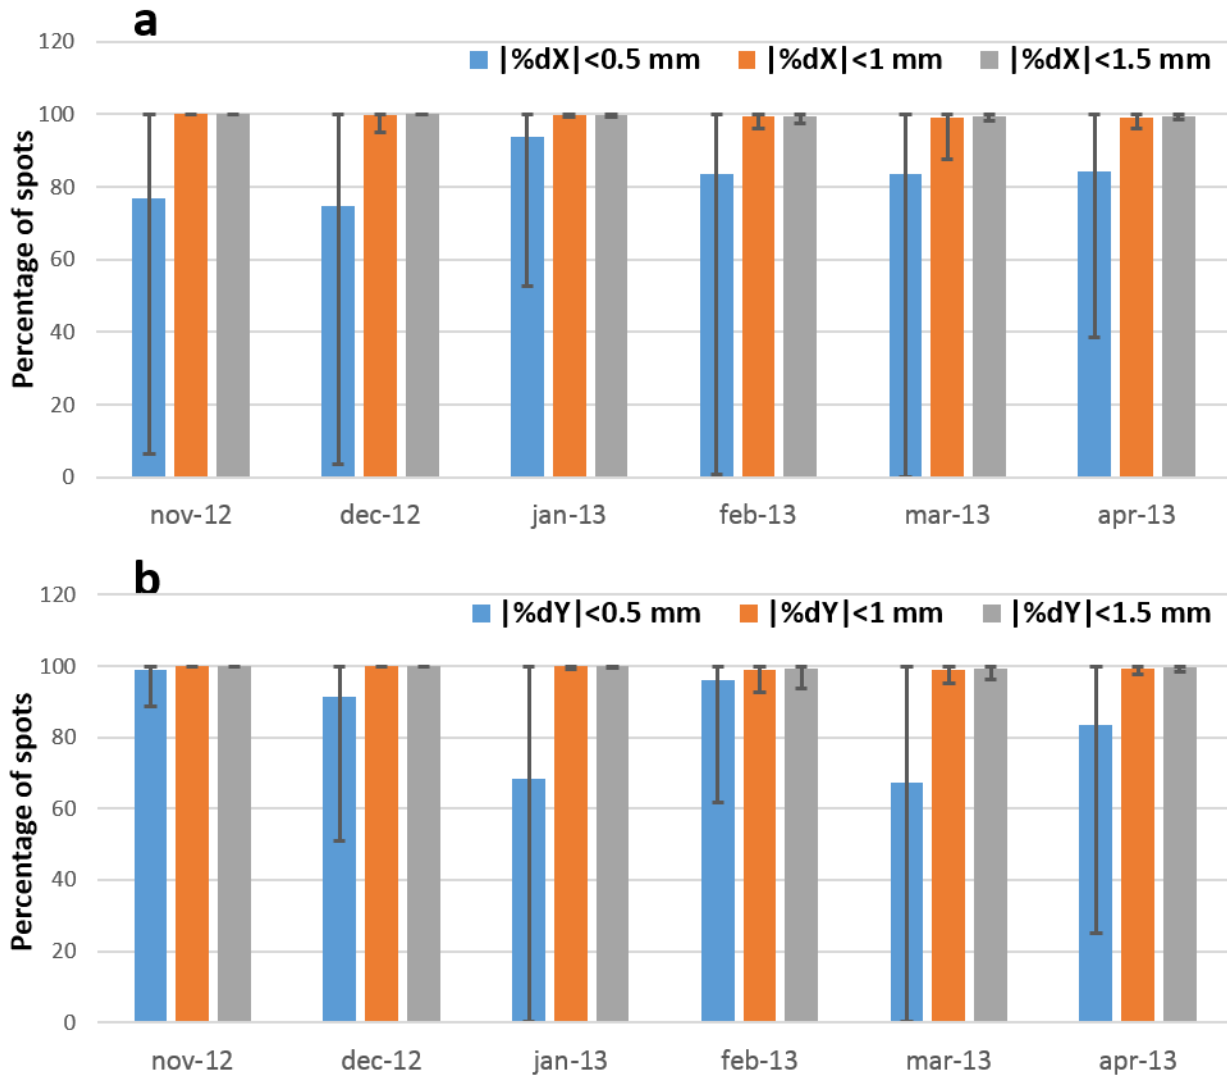 a
120
|%dX|<0.5 mm |%dX|<1 mm |%dX|<1.5 mm
100
80
60
40
20
0
Percentage of spots
nov-12 dec-12 jan-13 feb-13 mar-13 apr-13
b
120
|%dY|<0.5 mm |%dY|<1 mm |%dY|<1.5 mm
100
80
60
40
20
0
Percentage of spots
nov-12 dec-12 jan-13 feb-13 mar-13 apr-13